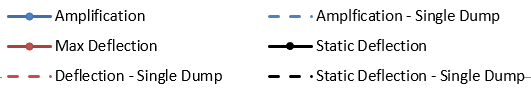 Amplification
Amplfication - Single Dump
Max Deflection
Static Deflection
Deflection - Single Dump
Static Deflection - Single Dump